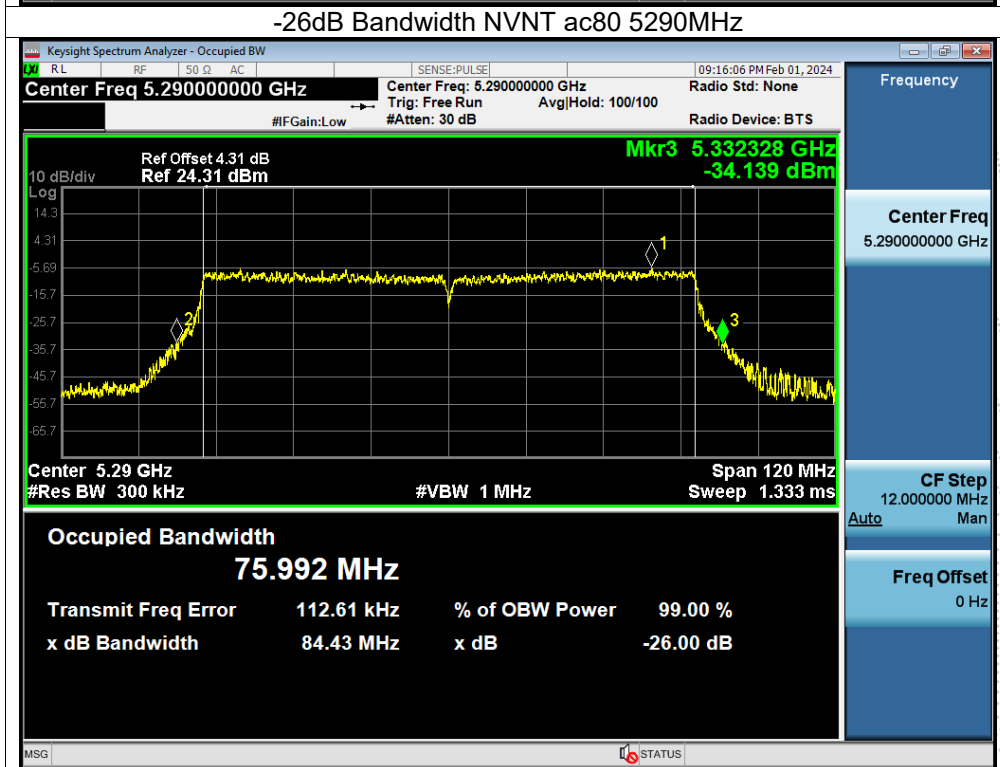 -26dB Bandwidth NVNT ac80 5290MHz
Keysight Spectrum Analyzer - Occupied BW
LXI RL RF 50 Ω AC SENSE:PULSE 09:16:06 PM Feb 01, 2024
Center Freq 5.290000000 GHz Center Freq: 5.290000000 GHz Radio Std: None
Trig: Free Run Avg|Hold: 100/100
#IFGain:Low #Atten: 30 dB Radio Device: BTS
Mkr3 5.332328 GHz
-34.139 dBm
Ref Offset 4.31 dB
10 dB/div Ref 24.31 dBm
Log
14.3
4.31
-5.69
-15.7
-25.7
-35.7
-45.7
-55.7
-65.7
1
2
3
Center 5.29 GHz Span 120 MHz
#Res BW 300 kHz #VBW 1 MHz Sweep 1.333 ms
Occupied Bandwidth
75.992 MHz
Transmit Freq Error 112.61 kHz % of OBW Power 99.00 %
x dB Bandwidth 84.43 MHz x dB -26.00 dB
MSG STATUS
Frequency
Center Freq
5.290000000 GHz
CF Step
12.000000 MHz
Auto Man
Freq Offset
0 Hz